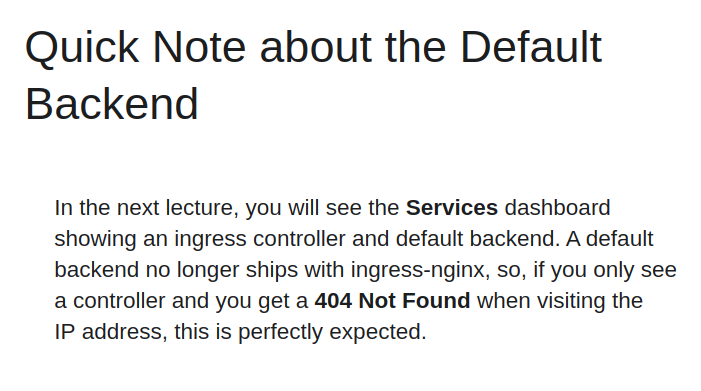 Quick Note about the Default
Backend
In the next lecture, you will see the Services dashboard
showing an ingress controller and default backend. A default
backend no longer ships with ingress-nginx, so, if you only see
a controller and you get a 404 Not Found when visiting the
IP address, this is perfectly expected.